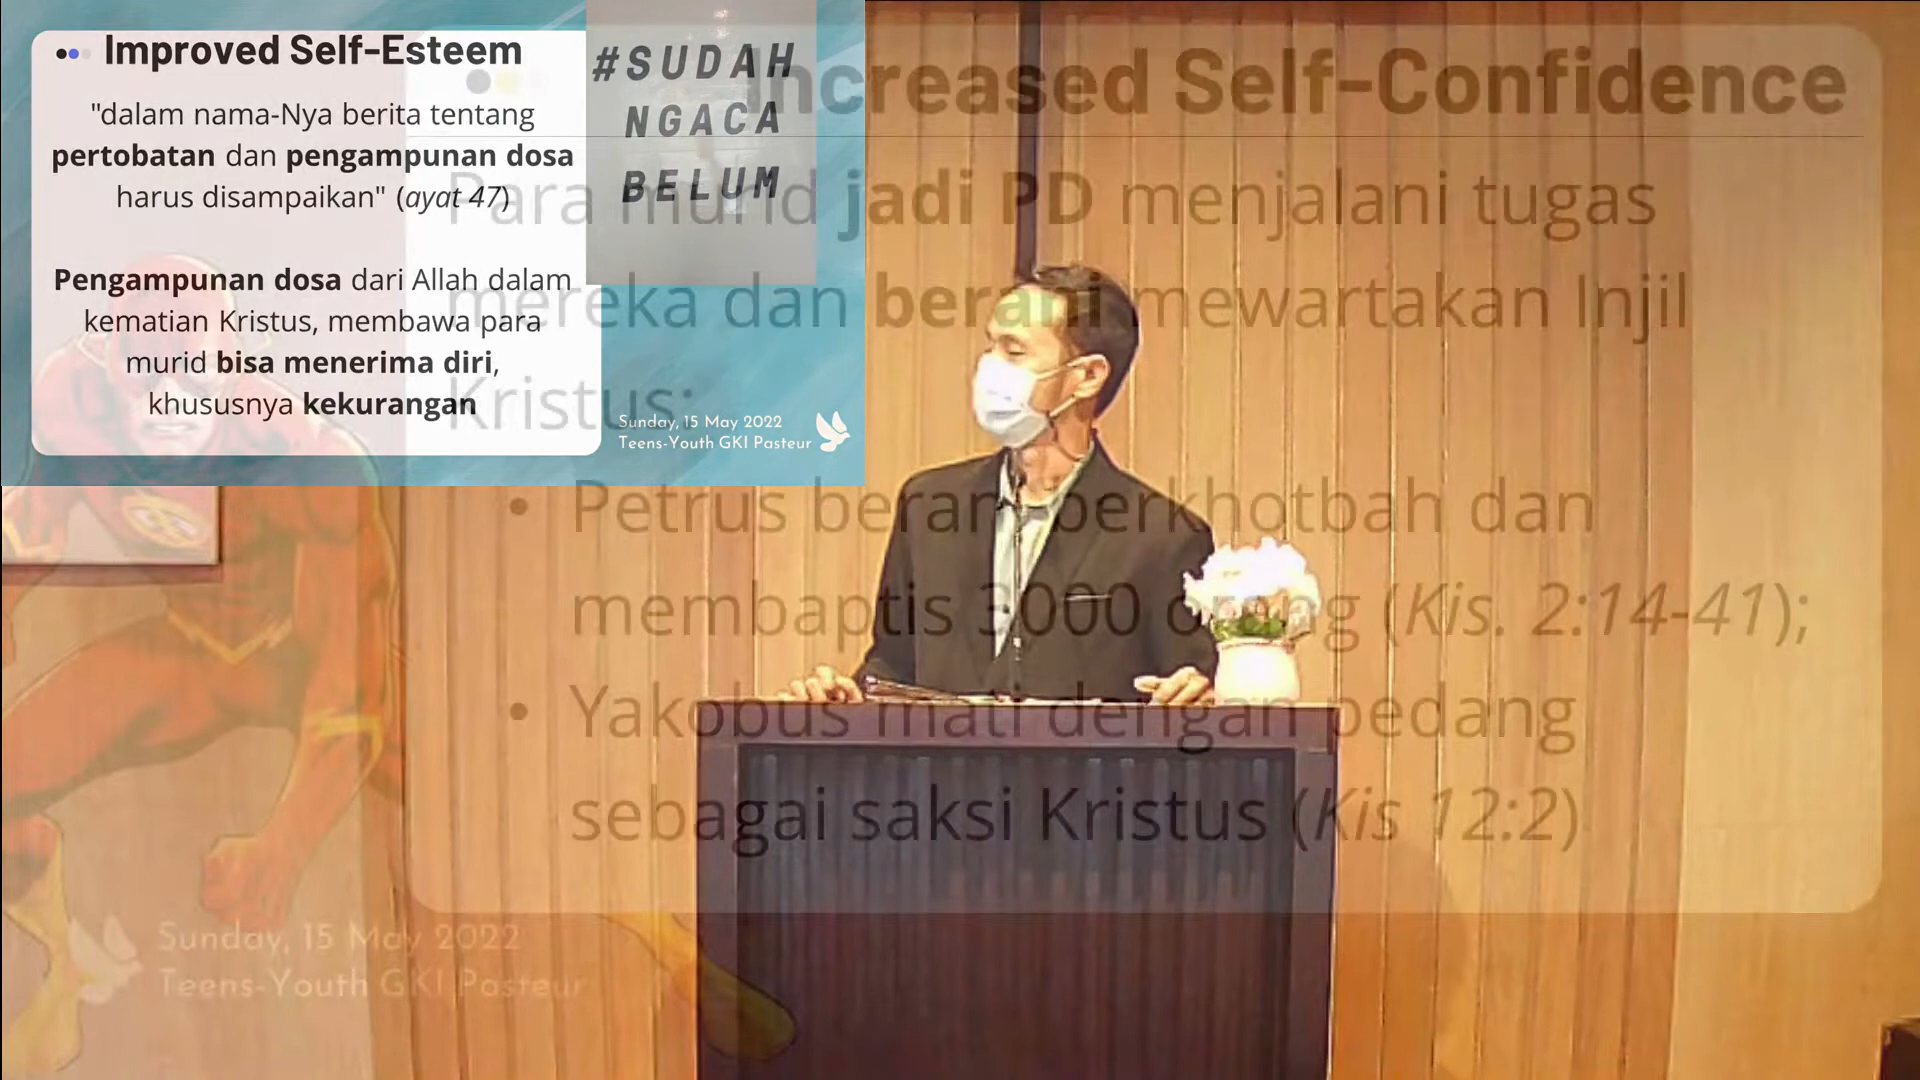 Improved Self-Esteem
"dalam nama-Nya berita tentang
pertobatan dan pengampunan dosa
harus disampaikan" (ayat 47)
Pengampunan dosa dari Allah dalam
kematian Kristus, membawa para
murid bisa menerima diri,
khususnya kekurangan
#SUDAH
NGACA
BELUM
Sunday, 15 May 2022
Teens-Youth GKI Pasteur
Increased Self-Confidence
Para murid jadi PD menjalani tugas
mereka dan berani mewartakan Injil
Kristus:
• Petrus berani berkhotbah dan
membaptis 3000 orang (Kis. 2:14-41);
• Yakobus mati dengan pedang
sebagai saksi Kristus (Kis 12:2)
Sunday, 15 May 2022
Teens-Youth GKI Pasteur